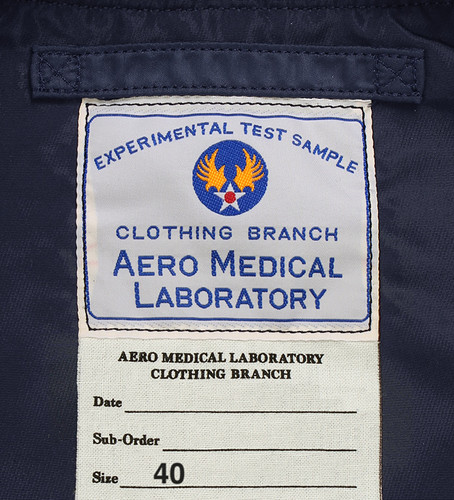 EXPERIMENTAL TEST SAMPLE
CLOTHING BRANCH
AERO MEDICAL
LABORATORY
AERO MEDICAL LABORATORY
CLOTHING BRANCH
Date
Sub-Order
Size 40